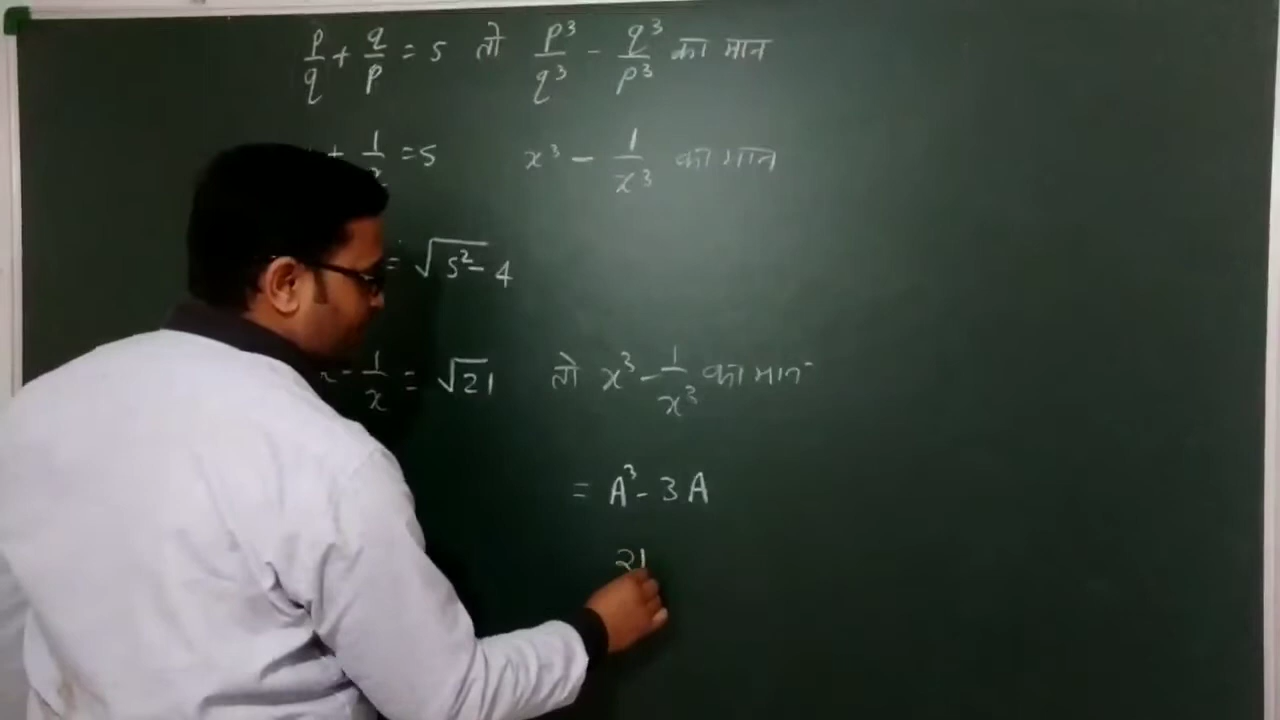 p/q + q/p = 5 तो p³/q³ - q³/p³ का मान
+ 1/x = 5 x³ - 1/x³ का मान
= √5² - 4
x - 1/x = √21 तो x³ - 1/x³ का मान
= A³ - 3A
21